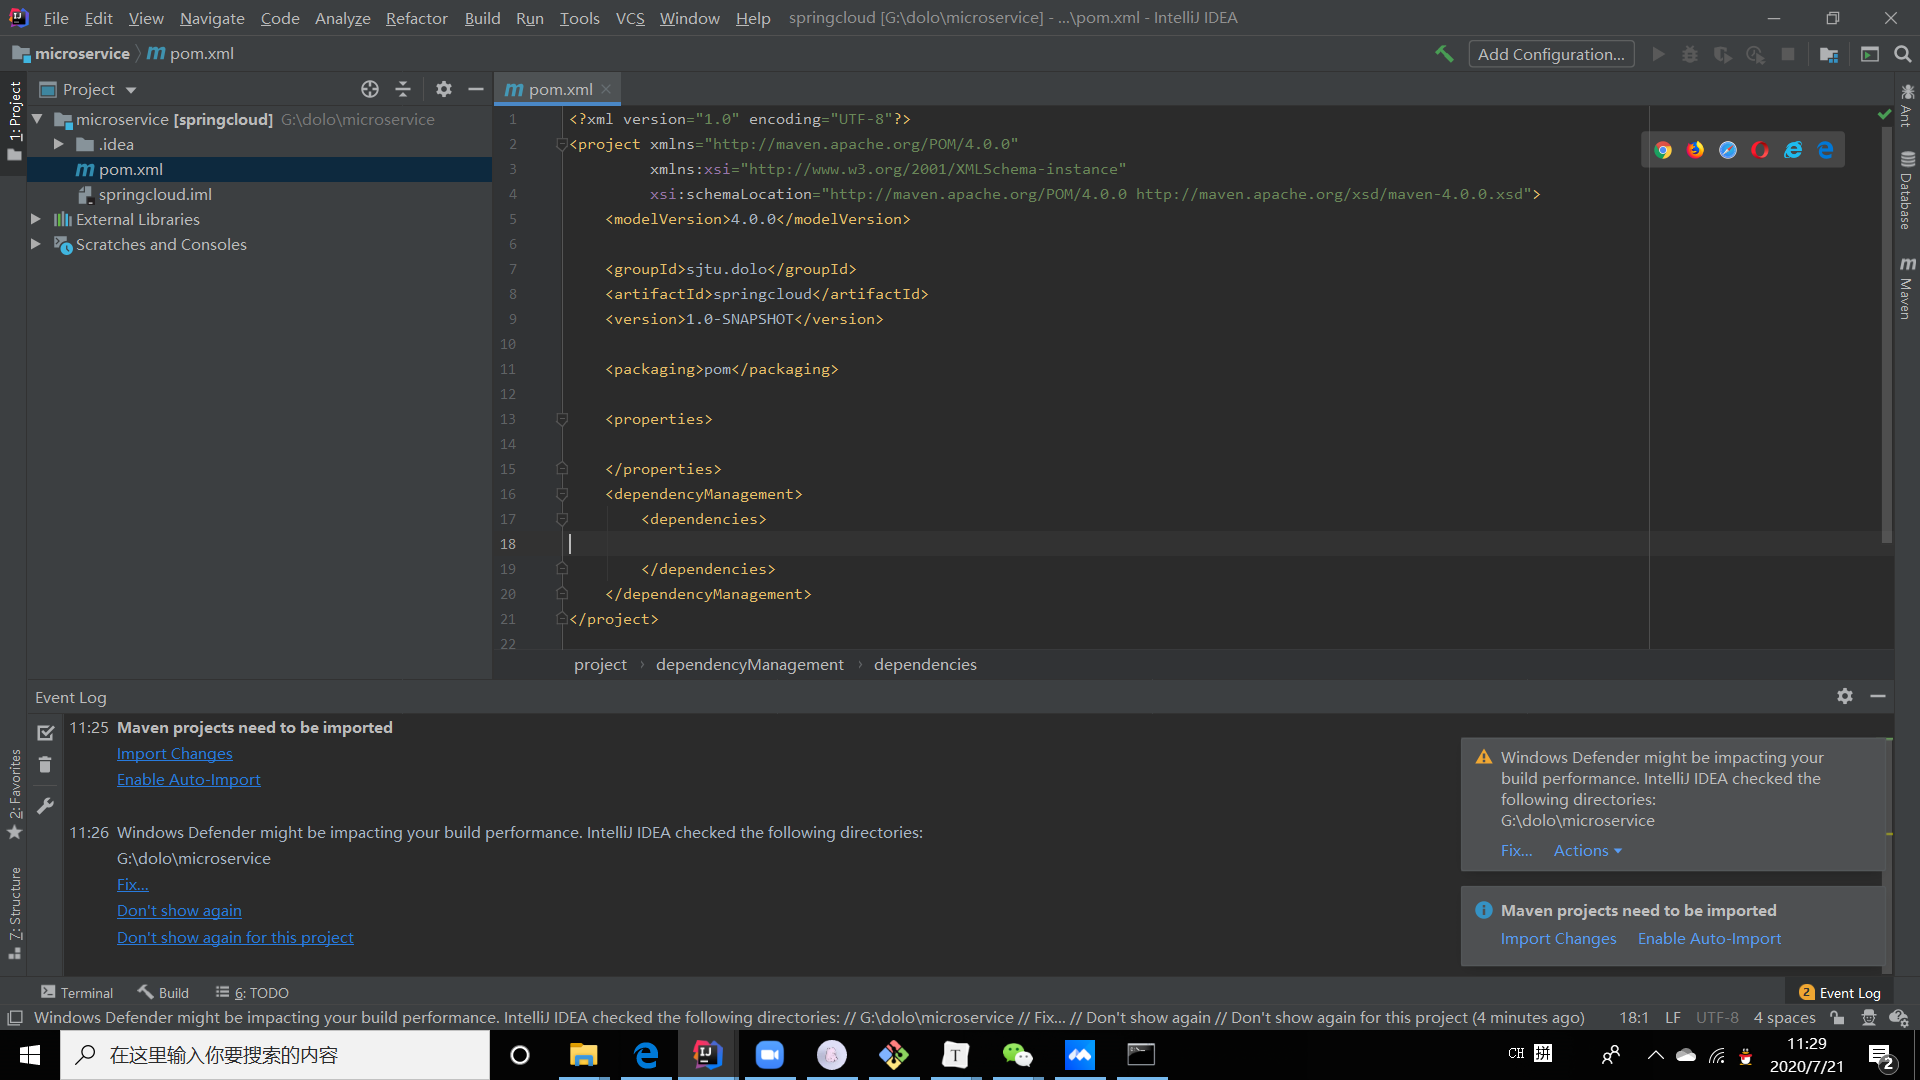 File Edit View Navigate Code Analyze Refactor Build Run Tools VCS Window Help springcloud [G:\dolo\microservice] - ...\pom.xml - IntelliJ IDEA
microservice pom.xml Add Configuration...
1: Project
Project
pom.xml
microservice [springcloud] G:\dolo\microservice
.idea
pom.xml
springcloud.iml
External Libraries
Scratches and Consoles
1 <?xml version="1.0" encoding="UTF-8"?>
2 <project xmlns="http://maven.apache.org/POM/4.0.0"
3 xmlns:xsi="http://www.w3.org/2001/XMLSchema-instance"
4 xsi:schemaLocation="http://maven.apache.org/POM/4.0.0 http://maven.apache.org/xsd/maven-4.0.0.xsd">
5 <modelVersion>4.0.0</modelVersion>
6
7 <groupId>sjtu.dolo</groupId>
8 <artifactId>springcloud</artifactId>
9 <version>1.0-SNAPSHOT</version>
10
11 <packaging>pom</packaging>
12
13 <properties>
14
15 </properties>
16 <dependencyManagement>
17 <dependencies>
18
19 </dependencies>
20 </dependencyManagement>
21 </project>
22
project › dependencyManagement › dependencies
Ant
Database
Maven
Event Log
11:25 Maven projects need to be imported
Import Changes
Enable Auto-Import
11:26 Windows Defender might be impacting your build performance. IntelliJ IDEA checked the following directories:
G:\dolo\microservice
Fix...
Don't show again
Don't show again for this project
2: Favorites
7: Structure
Windows Defender might be impacting your
build performance. IntelliJ IDEA checked the
following directories:
G:\dolo\microservice
Fix... Actions
Maven projects need to be imported
Import Changes Enable Auto-Import
Terminal Build 6: TODO 2 Event Log
Windows Defender might be impacting your build performance. IntelliJ IDEA checked the following directories: // G:\dolo\microservice // Fix... // Don't show again // Don't show again for this project (4 minutes ago) 18:1 LF UTF-8 4 spaces
在这里输入你要搜索的内容
CH 拼
11:29
2020/7/21
2